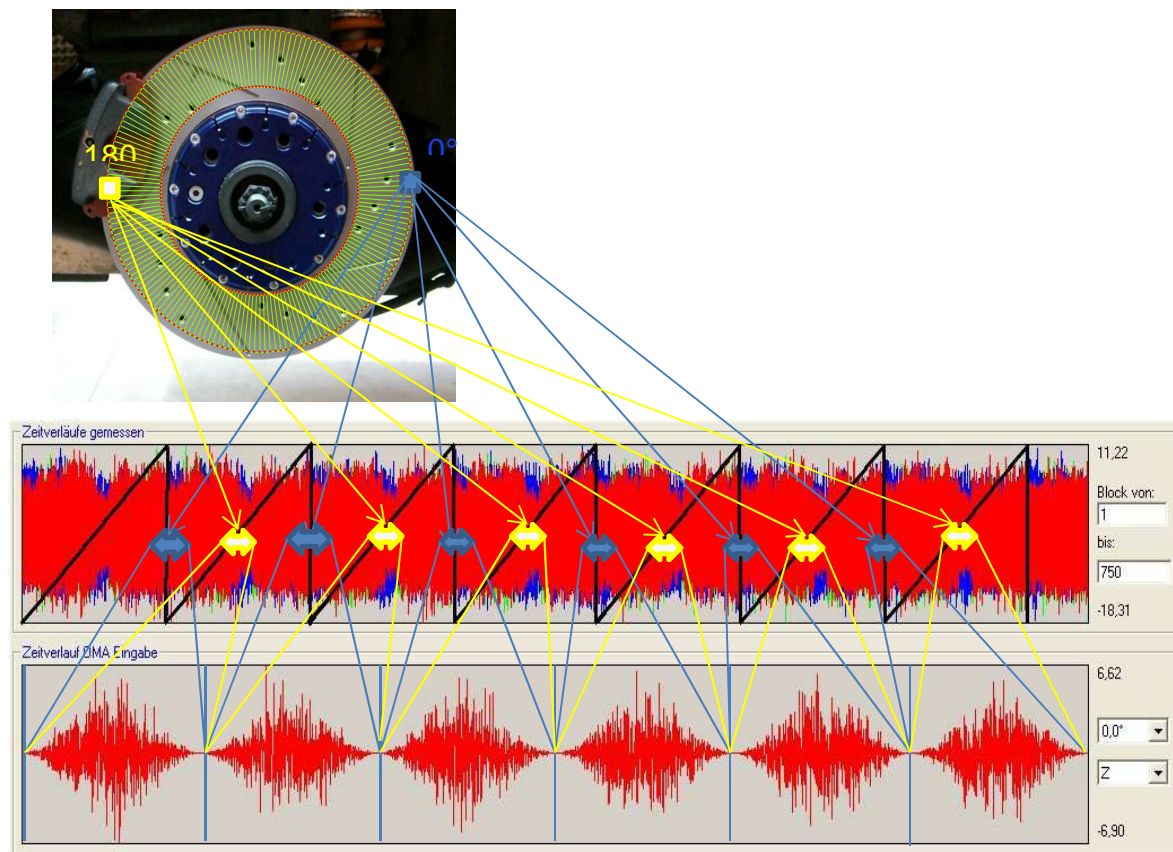 180
0°
Zeitverläufe gemessen
11,22
Block von:
1
bis:
750
-18,31
Zeitverlauf OMA Eingabe
6,62
0,0°
Z
-6,90